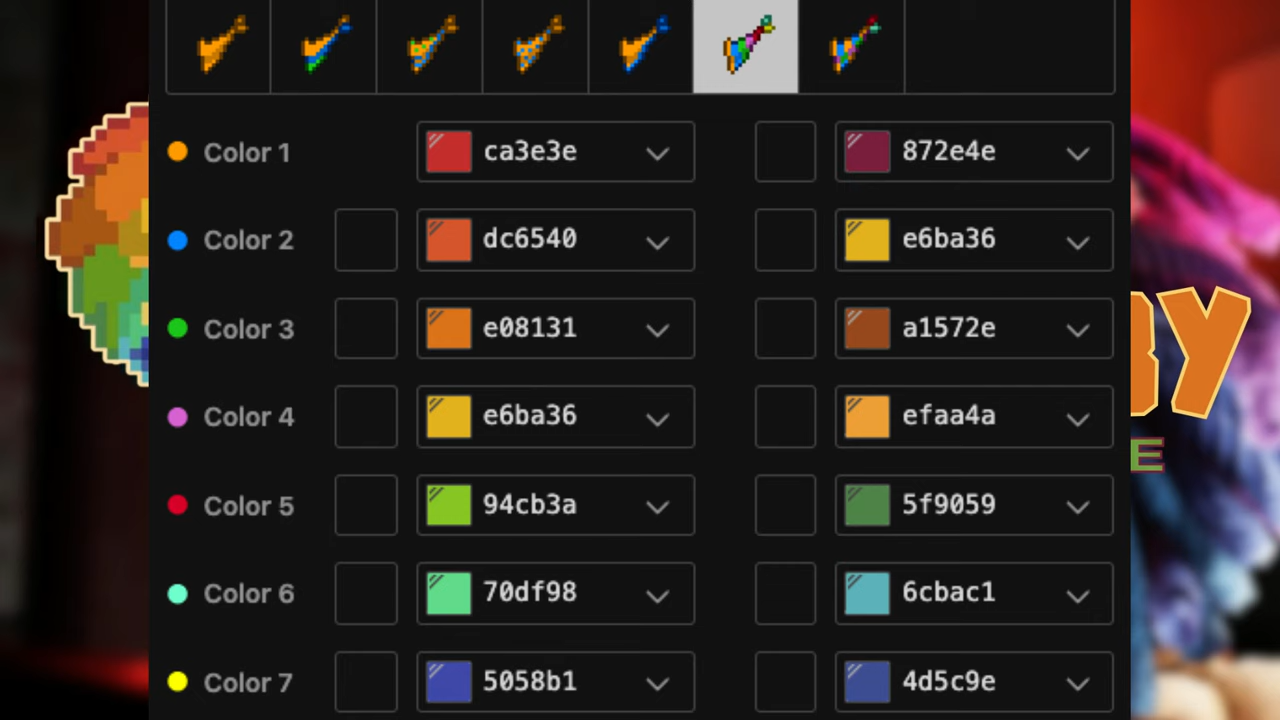 Color 1 ca3e3e 872e4e
Color 2 dc6540 e6ba36
Color 3 e08131 a1572e
Color 4 e6ba36 efaa4a
Color 5 94cb3a 5f9059
Color 6 70df98 6cbac1
Color 7 5058b1 4d5c9e
BY
E